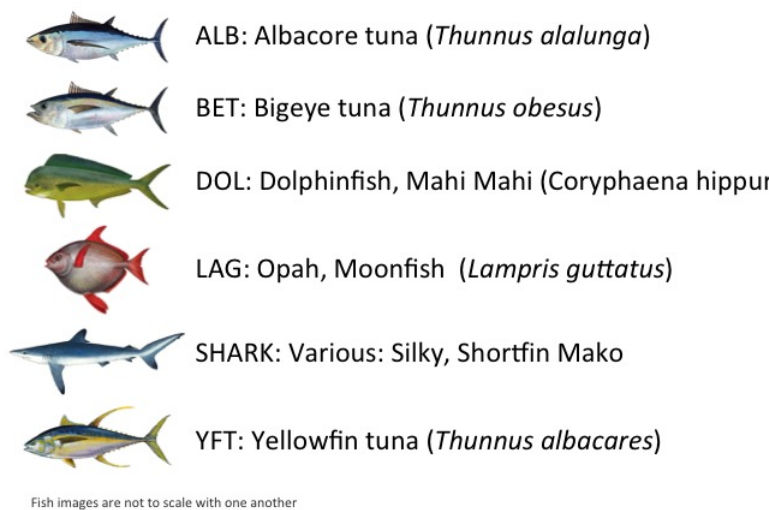 ALB: Albacore tuna (Thunnus alalunga)
BET: Bigeye tuna (Thunnus obesus)
DOL: Dolphinfish, Mahi Mahi (Coryphaena hippur
LAG: Opah, Moonfish (Lampris guttatus)
SHARK: Various: Silky, Shortfin Mako
YFT: Yellowfin tuna (Thunnus albacares)
Fish images are not to scale with one another